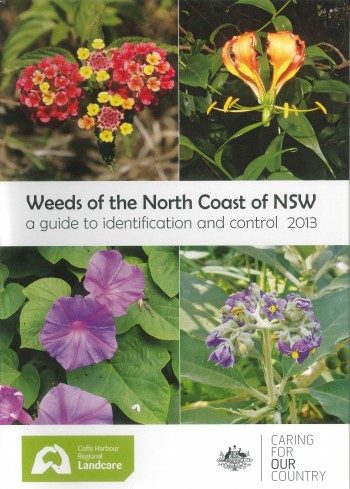 Weeds of the North Coast of NSW
a guide to identification and control 2013
Coffs Harbour
Regional
Landcare
CARING
FOR
OUR
COUNTRY